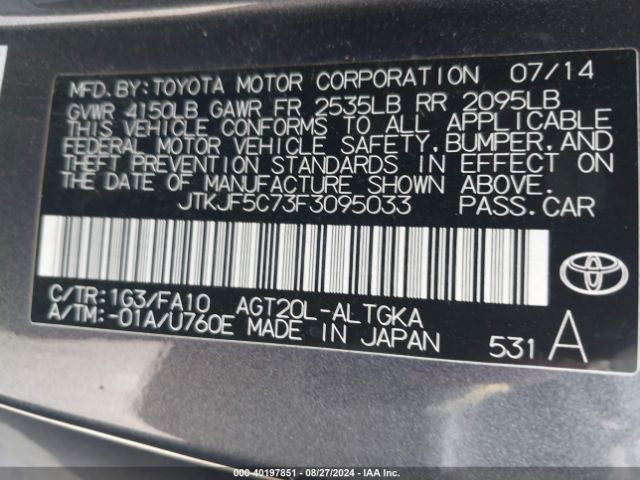 MFD. BY: TOYOTA MOTOR CORPORATION 07/14
GVWR 4150LB GAWR FR 2535LB RR 2095LB
THIS VEHICLE CONFORMS TO ALL APPLICABLE
FEDERAL MOTOR VEHICLE SAFETY, BUMPER, AND
THEFT PREVENTION STANDARDS IN EFFECT ON
THE DATE OF MANUFACTURE SHOWN ABOVE.
JTKJF5C73F3095033 PASS.CAR
C/TR: 1G3/FA10 AGT20L-ALTGKA
A/TM: -01A/U760E MADE IN JAPAN 531 A
© 40197851 / 08/27/2024 / IAA Inc.